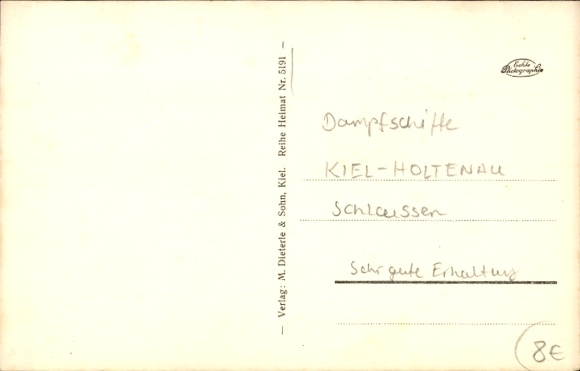 — Verlag: M. Dieterle & Sohn, Kiel. Reihe Heimat Nr. 5191 —
Echte
Photographie
Dampfschiffe
KIEL-HOLTENAU
Schleussen
Sehr gute Erhaltung
8€